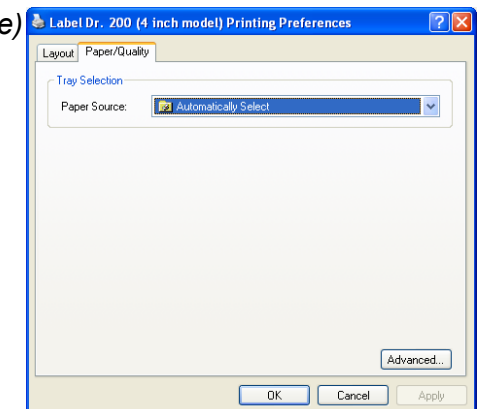 e)
Label Dr. 200 (4 inch model) Printing Preferences
Layout Paper/Quality
Tray Selection
Paper Source: Automatically Select
Advanced...
OK Cancel Apply